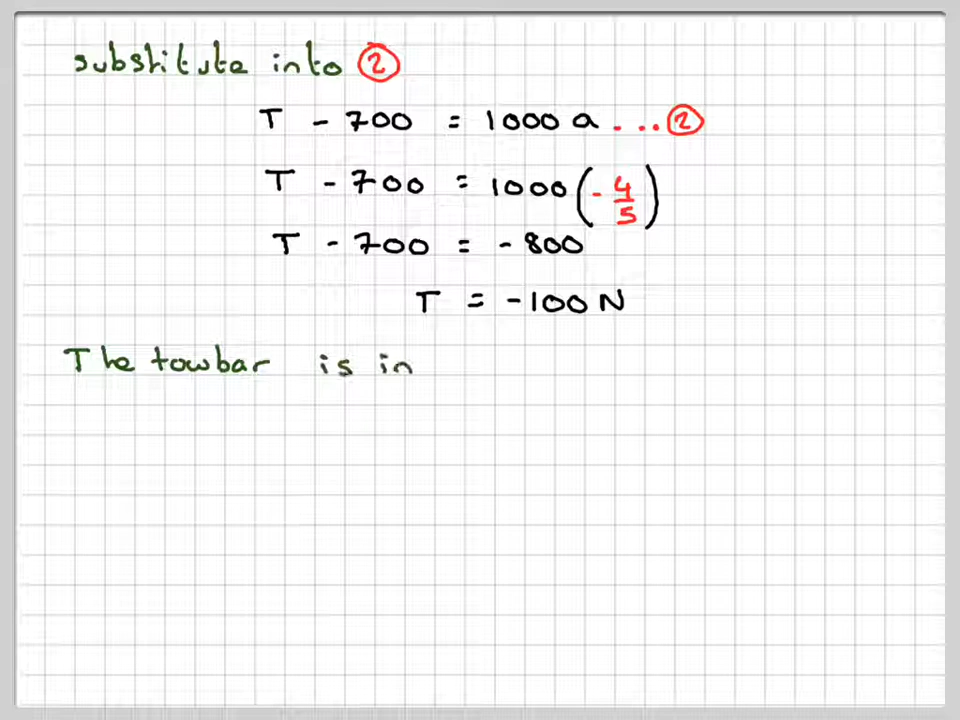 substitute into ②
T - 700 = 1000 a ... ②
T - 700 = 1000 (- 4/5)
T - 700 = - 800
T = - 100 N
The towbar is in